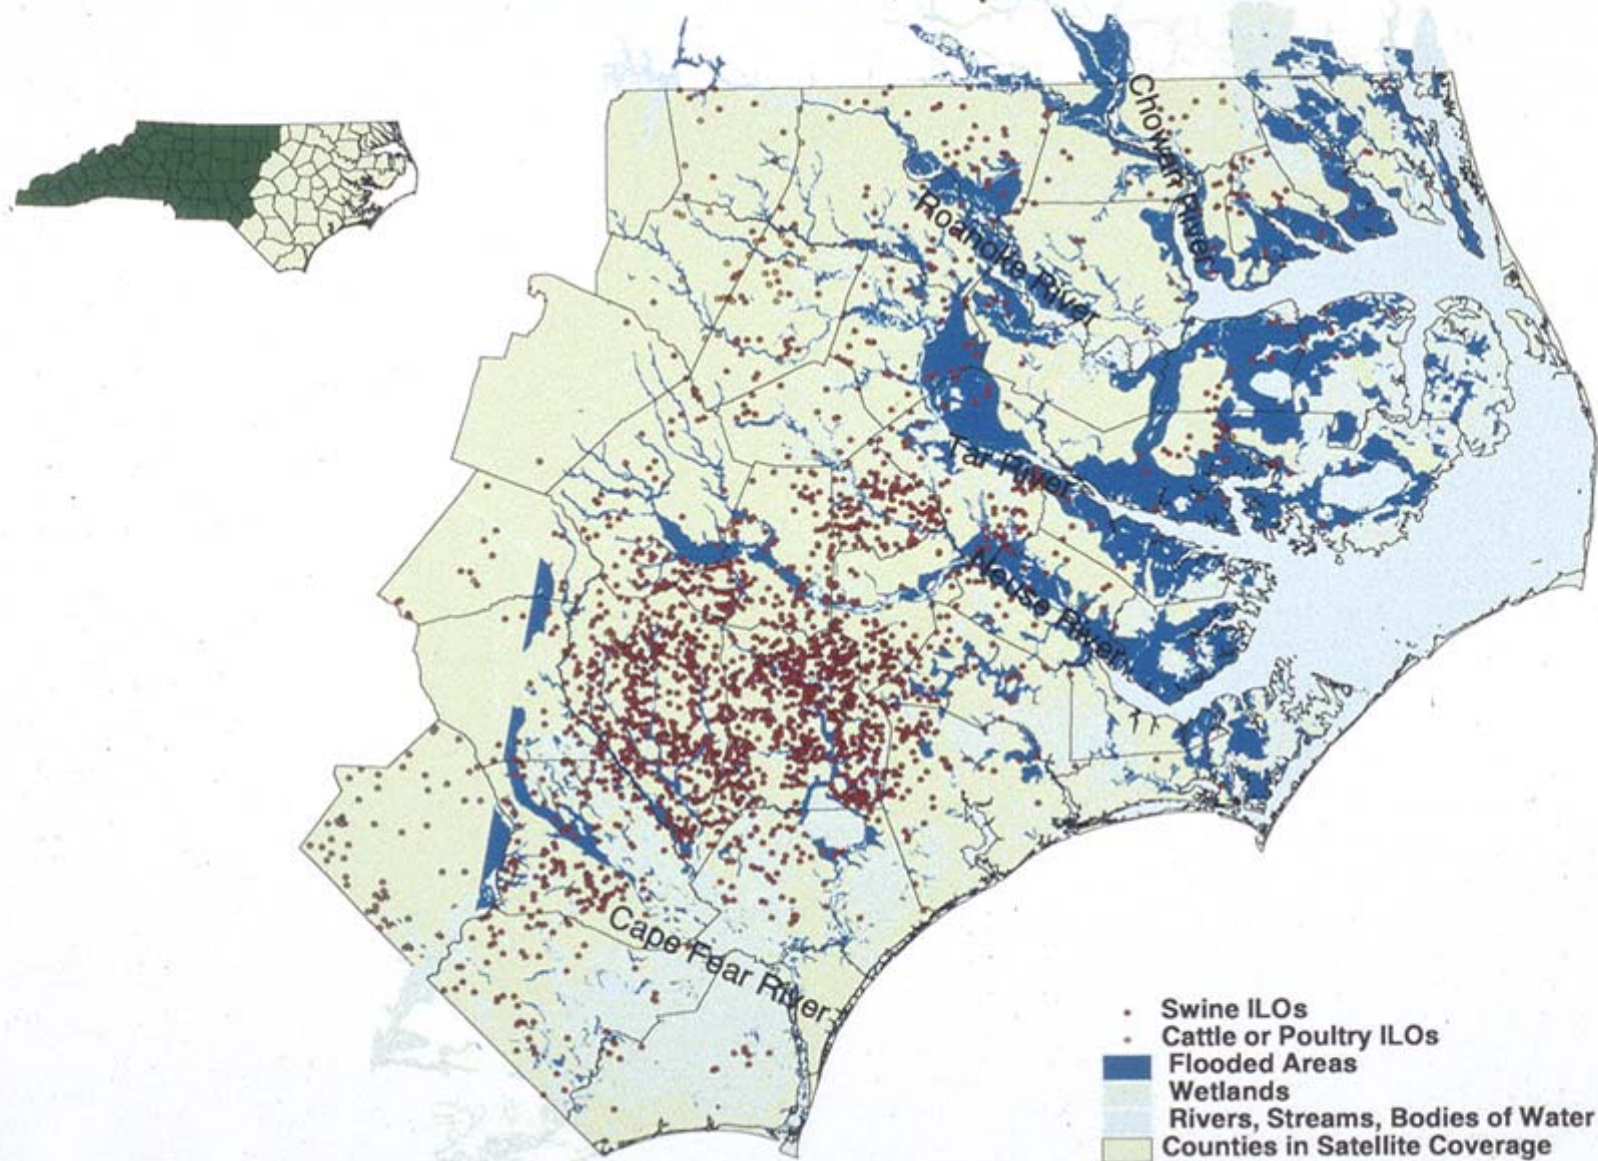 Chowan River
Roanoke River
Tar River
Neuse River
Cape Fear River
Swine ILOs
Cattle or Poultry ILOs
Flooded Areas
Wetlands
Rivers, Streams, Bodies of Water
Counties in Satellite Coverage